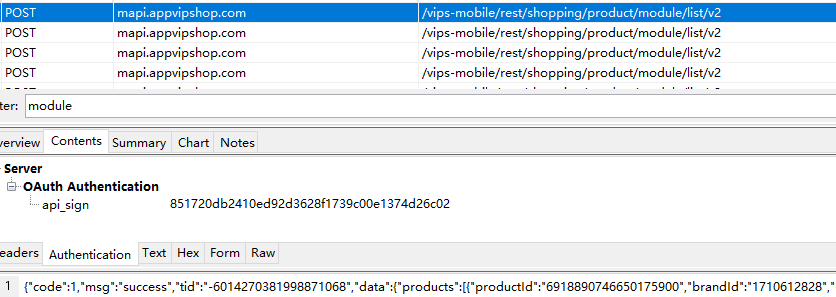 POST mapi.appvipshop.com /vips-mobile/rest/shopping/product/module/list/v2
POST mapi.appvipshop.com /vips-mobile/rest/shopping/product/module/list/v2
POST mapi.appvipshop.com /vips-mobile/rest/shopping/product/module/list/v2
POST mapi.appvipshop.com /vips-mobile/rest/shopping/product/module/list/v2
ter: module
verview Contents Summary Chart Notes
Server
OAuth Authentication
api_sign 851720db2410ed92d3628f1739c00e1374d26c02
eaders Authentication Text Hex Form Raw
1 {"code":1,"msg":"success","tid":"-6014270381998871068","data":{"products":[{"productId":"6918890746650175900","brandId":"1710612828","